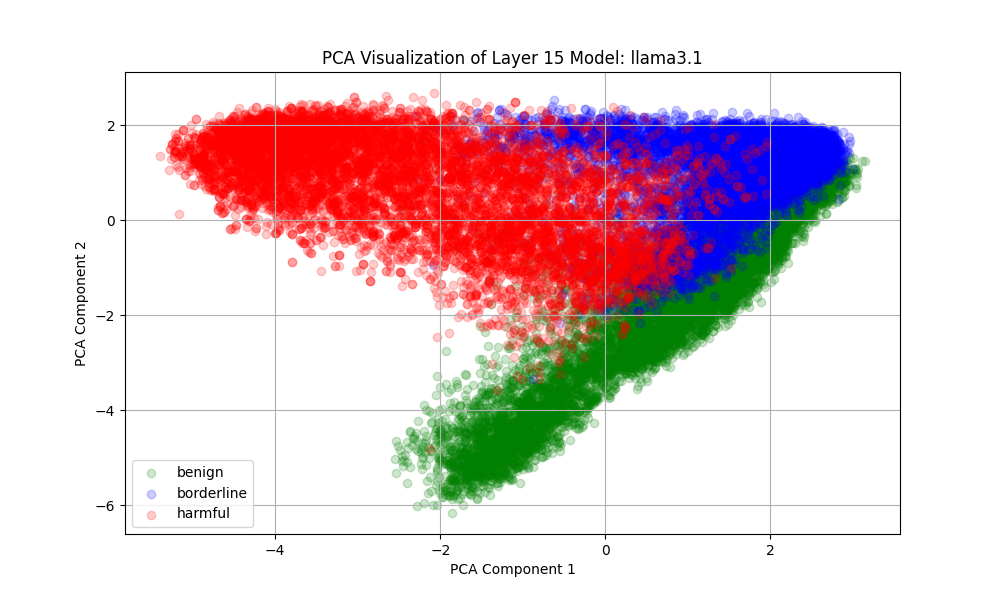 PCA Visualization of Layer 15 Model: llama3.1
PCA Component 2
2
0
−2
−4
−6
benign
borderline
harmful
−4
−2
0
2
PCA Component 1